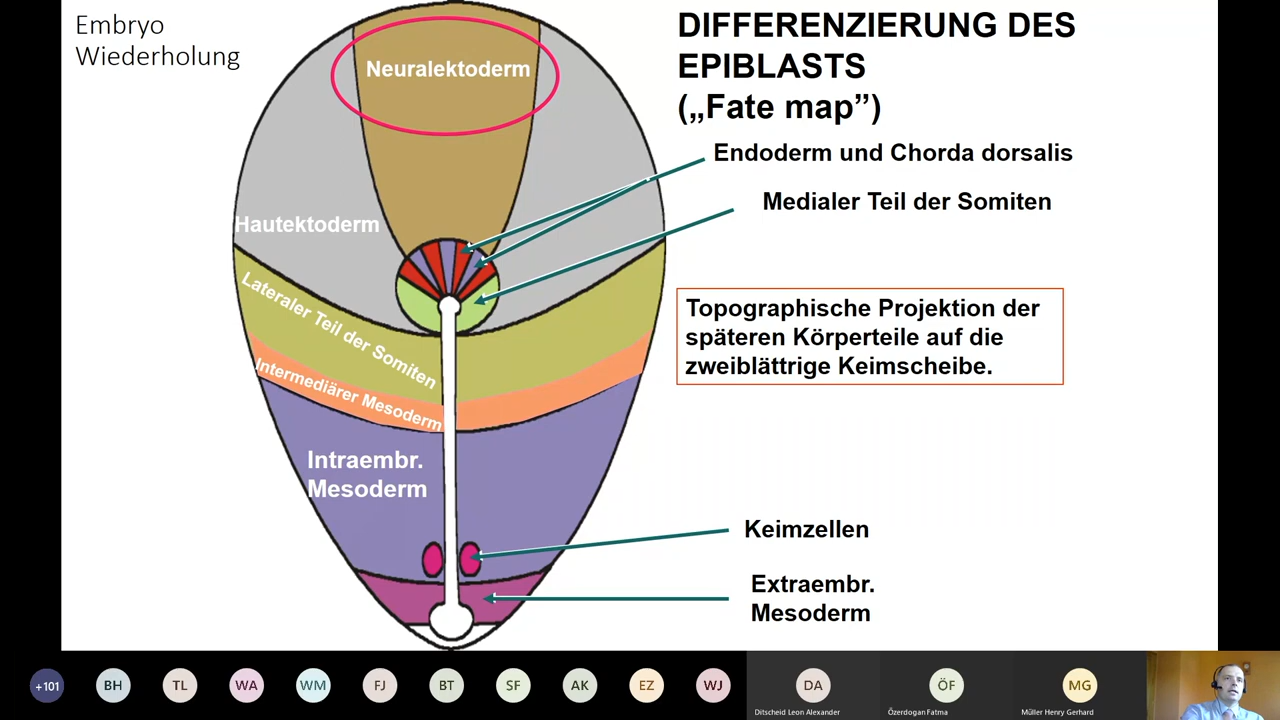 Embryo
Wiederholung
DIFFERENZIERUNG DES
EPIBLASTS
(„Fate map”)
Neuralektoderm
Endoderm und Chorda dorsalis
Medialer Teil der Somiten
Hautektoderm
Lateraler Teil der Somiten
Intermediärer Mesoderm
Topographische Projektion der
späteren Körperteile auf die
zweiblättrige Keimscheibe.
Intraembr.
Mesoderm
Keimzellen
Extraembr.
Mesoderm
+101
BH
TL
WA
WM
FJ
BT
SF
AK
EZ
WJ
DA
ÖF
MG
Ditscheid Leon Alexander
Özerdogan Fatma
Müller Henry Gerhard